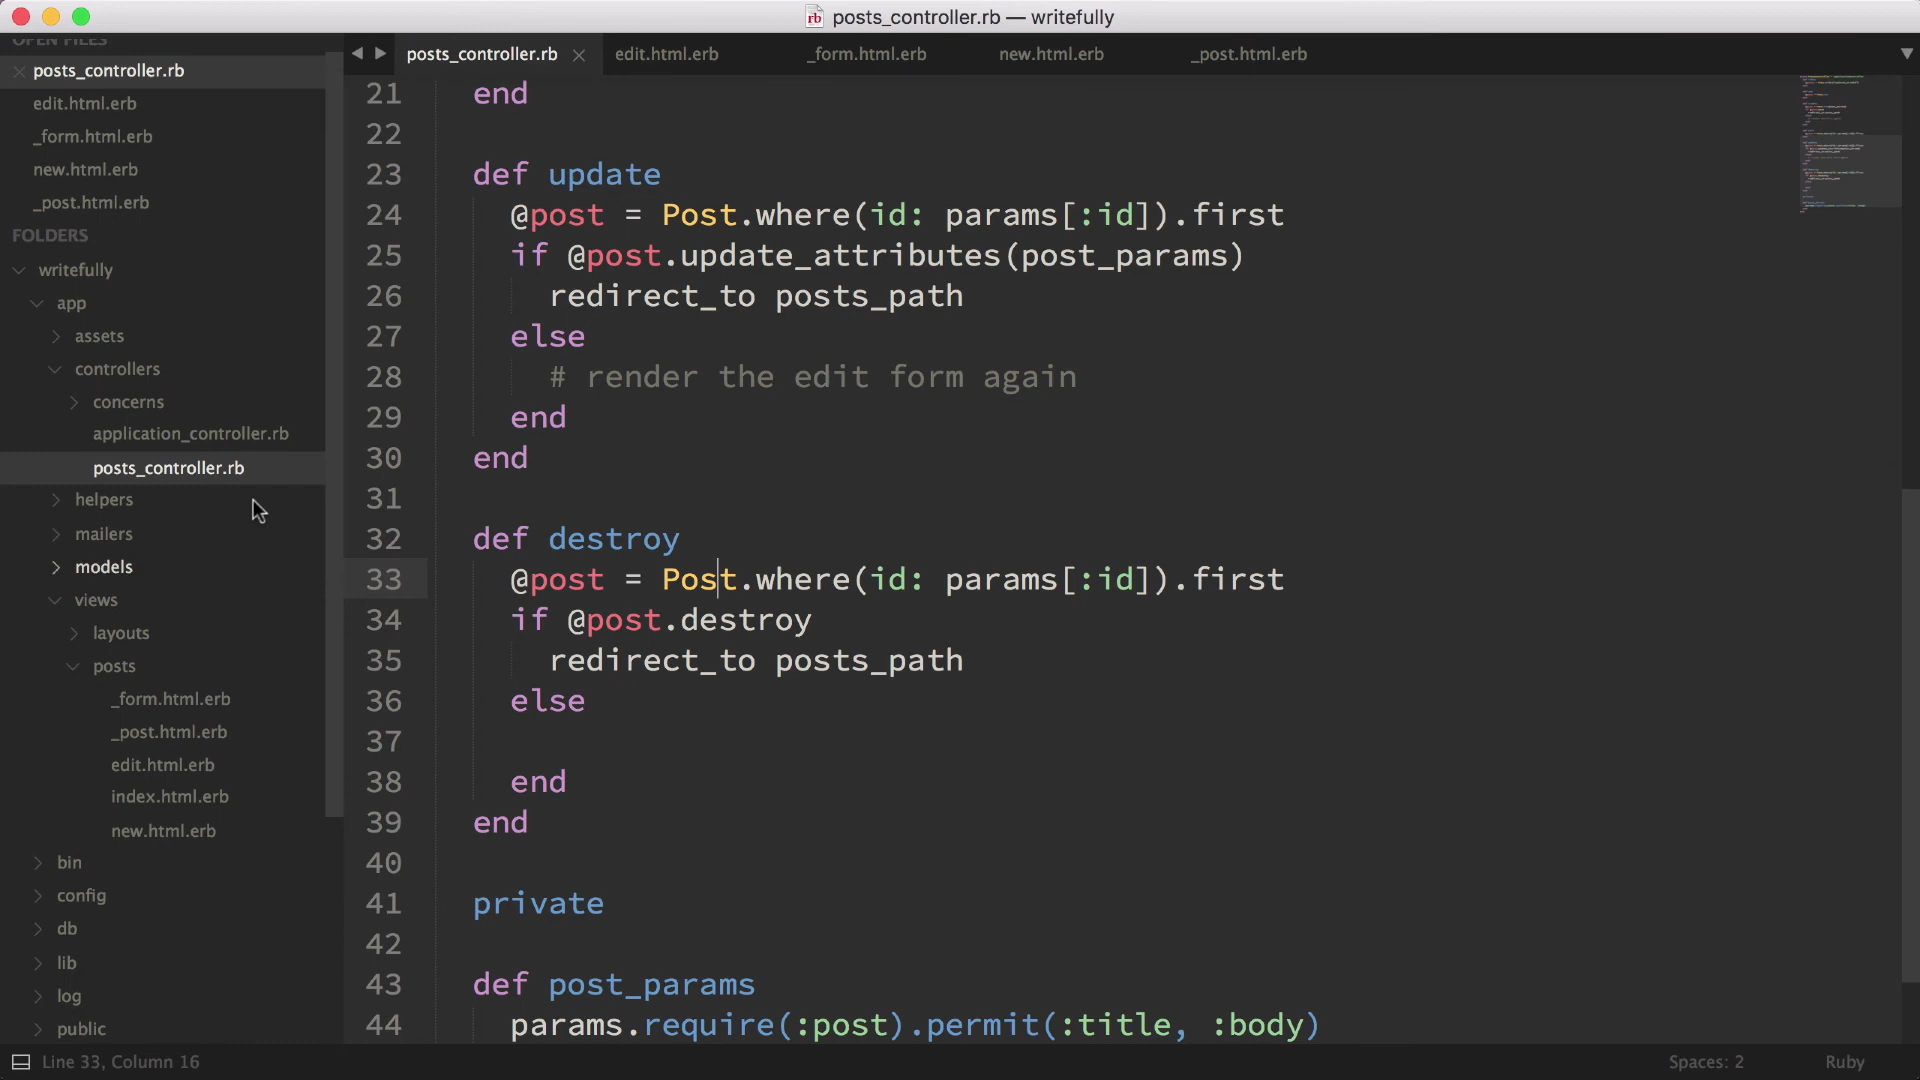 rb posts_controller.rb — writefully
OPEN FILES
posts_controller.rb
edit.html.erb
_form.html.erb
new.html.erb
_post.html.erb
FOLDERS
writefully
app
assets
controllers
concerns
application_controller.rb
posts_controller.rb
helpers
mailers
models
views
layouts
posts
_form.html.erb
_post.html.erb
edit.html.erb
index.html.erb
new.html.erb
bin
config
db
lib
log
public
posts_controller.rb edit.html.erb _form.html.erb new.html.erb _post.html.erb
21 end
22
23 def update
24 @post = Post.where(id: params[:id]).first
25 if @post.update_attributes(post_params)
26 redirect_to posts_path
27 else
28 # render the edit form again
29 end
30 end
31
32 def destroy
33 @post = Post.where(id: params[:id]).first
34 if @post.destroy
35 redirect_to posts_path
36 else
37
38 end
39 end
40
41 private
42
43 def post_params
44 params.require(:post).permit(:title, :body)
Line 33, Column 16
Spaces: 2 Ruby